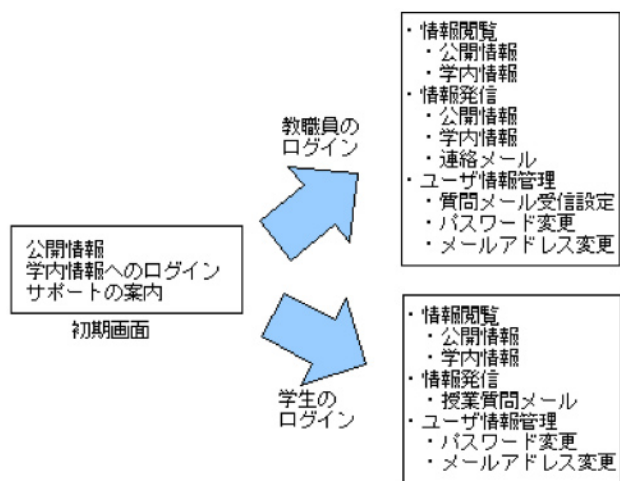 公開情報
学内情報へのログイン
サポートの案内
初期画面
教職員の
ログイン
・情報閲覧
・公開情報
・学内情報
・情報発信
・公開情報
・学内情報
・連絡メール
・ユーザ情報管理
・質問メール受信設定
・パスワード変更
・メールアドレス変更
学生の
ログイン
・情報閲覧
・公開情報
・学内情報
・情報発信
・授業質問メール
・ユーザ情報管理
・パスワード変更
・メールアドレス変更